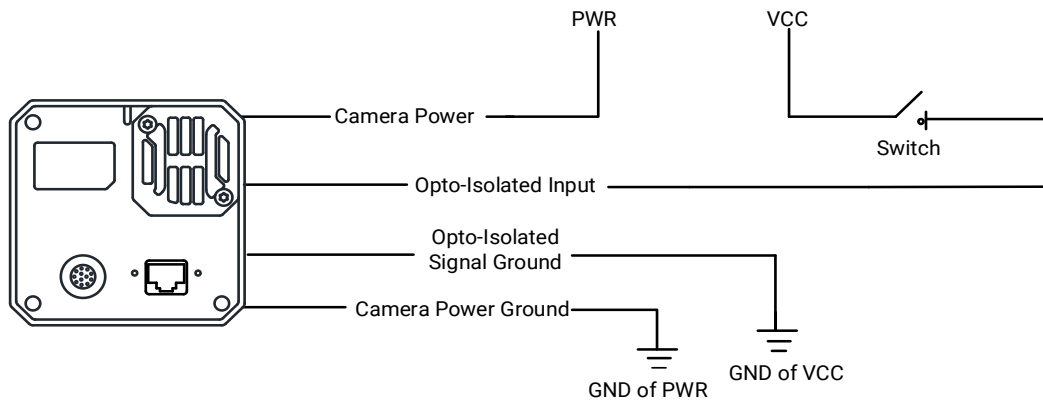 PWR
VCC
Camera Power
Switch
Opto-Isolated Input
Opto-Isolated
Signal Ground
Camera Power Ground
GND of VCC
GND of PWR